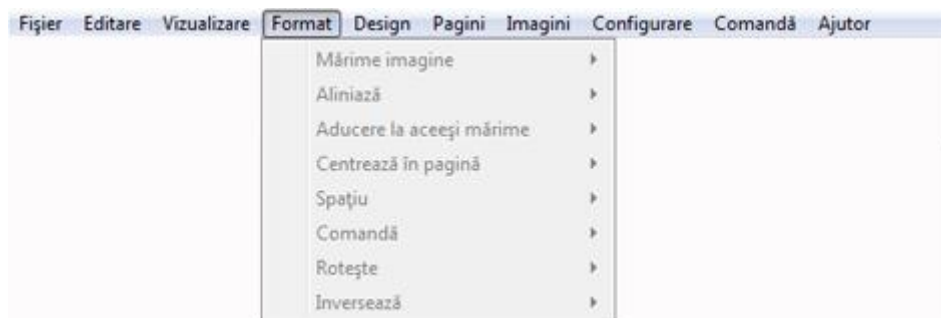 Fişier Editare Vizualizare Format Design Pagini Imagini Configurare Comandă Ajutor
Mărime imagine
Aliniază
Aducere la aceeşi mărime
Centrează în pagină
Spaţiu
Comandă
Roteşte
Inversează